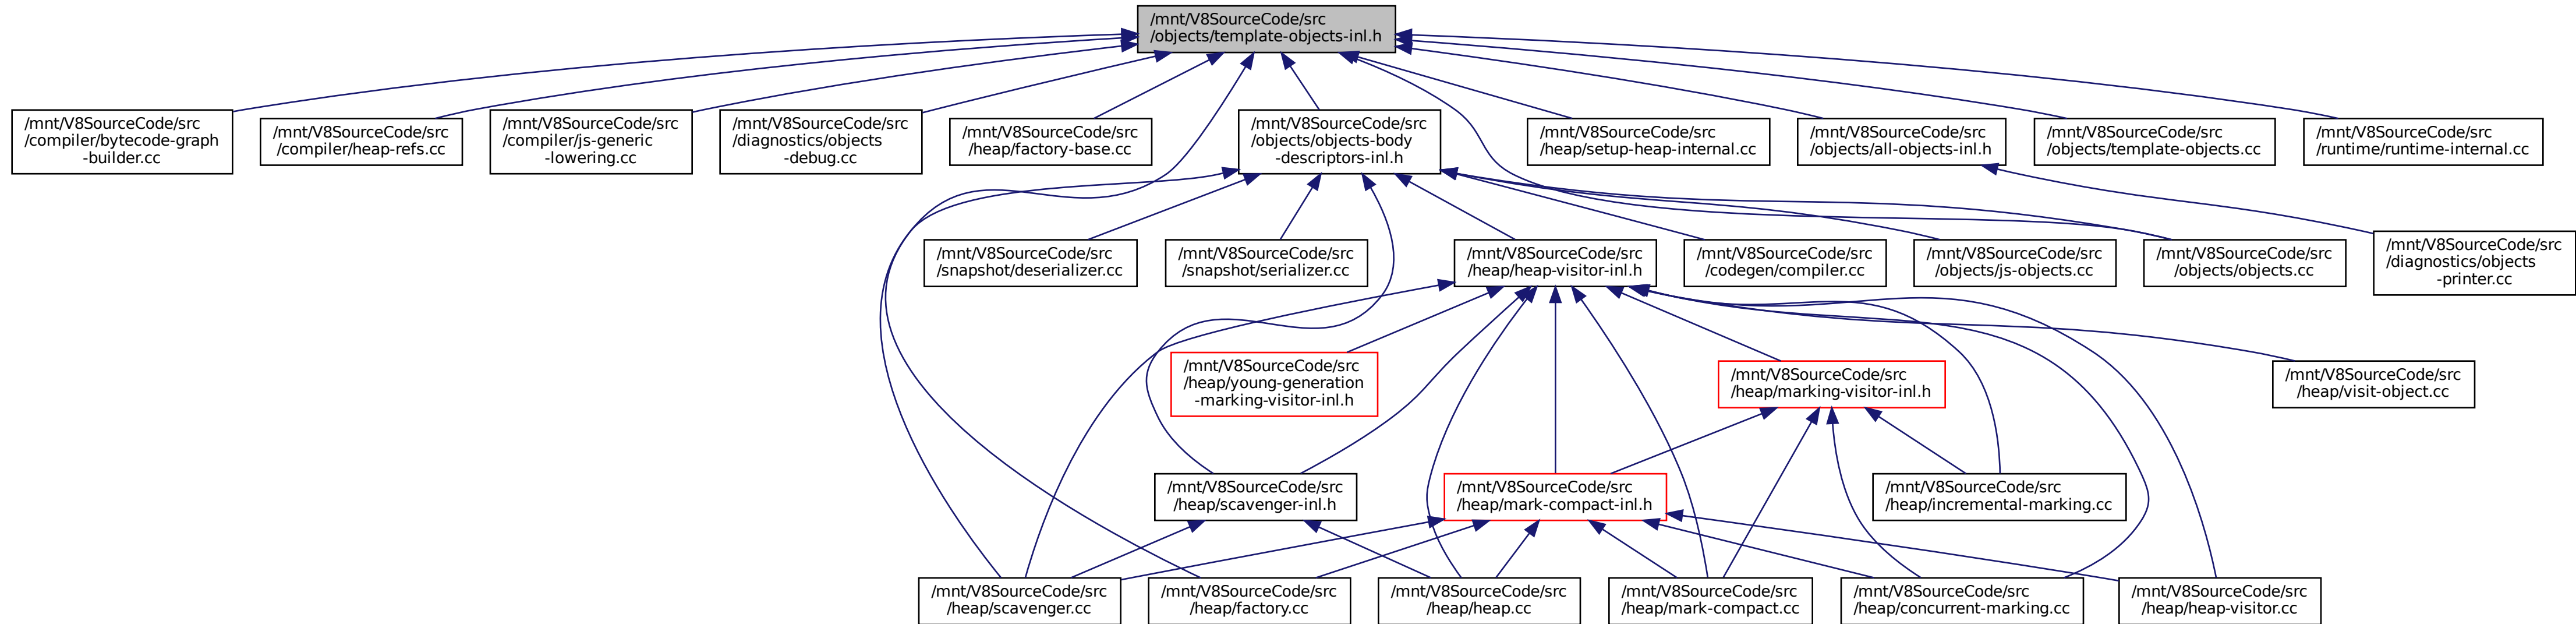 /mnt/V8SourceCode/src
/objects/template-objects-inl.h
/mnt/V8SourceCode/src
/compiler/bytecode-graph
-builder.cc
/mnt/V8SourceCode/src
/compiler/heap-refs.cc
/mnt/V8SourceCode/src
/compiler/js-generic
-lowering.cc
/mnt/V8SourceCode/src
/diagnostics/objects
-debug.cc
/mnt/V8SourceCode/src
/heap/factory-base.cc
/mnt/V8SourceCode/src
/objects/objects-body
-descriptors-inl.h
/mnt/V8SourceCode/src
/heap/setup-heap-internal.cc
/mnt/V8SourceCode/src
/objects/all-objects-inl.h
/mnt/V8SourceCode/src
/objects/template-objects.cc
/mnt/V8SourceCode/src
/runtime/runtime-internal.cc
/mnt/V8SourceCode/src
/snapshot/deserializer.cc
/mnt/V8SourceCode/src
/snapshot/serializer.cc
/mnt/V8SourceCode/src
/heap/heap-visitor-inl.h
/mnt/V8SourceCode/src
/codegen/compiler.cc
/mnt/V8SourceCode/src
/objects/js-objects.cc
/mnt/V8SourceCode/src
/objects/objects.cc
/mnt/V8SourceCode/src
/diagnostics/objects
-printer.cc
/mnt/V8SourceCode/src
/heap/young-generation
-marking-visitor-inl.h
/mnt/V8SourceCode/src
/heap/marking-visitor-inl.h
/mnt/V8SourceCode/src
/heap/visit-object.cc
/mnt/V8SourceCode/src
/heap/scavenger-inl.h
/mnt/V8SourceCode/src
/heap/mark-compact-inl.h
/mnt/V8SourceCode/src
/heap/incremental-marking.cc
/mnt/V8SourceCode/src
/heap/scavenger.cc
/mnt/V8SourceCode/src
/heap/factory.cc
/mnt/V8SourceCode/src
/heap/heap.cc
/mnt/V8SourceCode/src
/heap/mark-compact.cc
/mnt/V8SourceCode/src
/heap/concurrent-marking.cc
/mnt/V8SourceCode/src
/heap/heap-visitor.cc